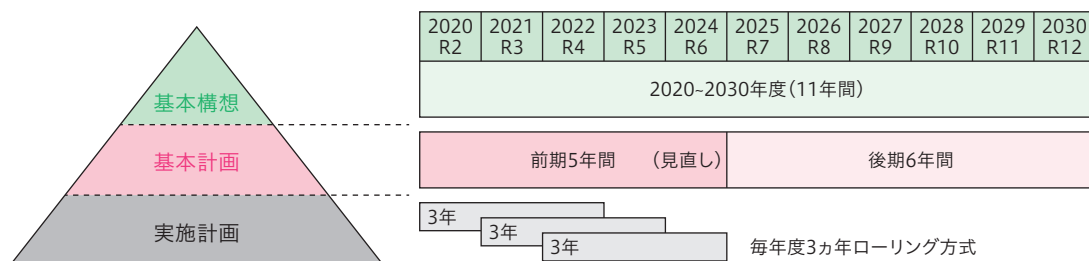 2020 2021 2022 2023 2024 2025 2026 2027 2028 2029 2030
R2 R3 R4 R5 R6 R7 R8 R9 R10 R11 R12
基本構想
2020~2030年度(11年間)
基本計画
前期5年間 (見直し)
後期6年間
実施計画
3年
3年
3年
毎年度3ヵ年ローリング方式